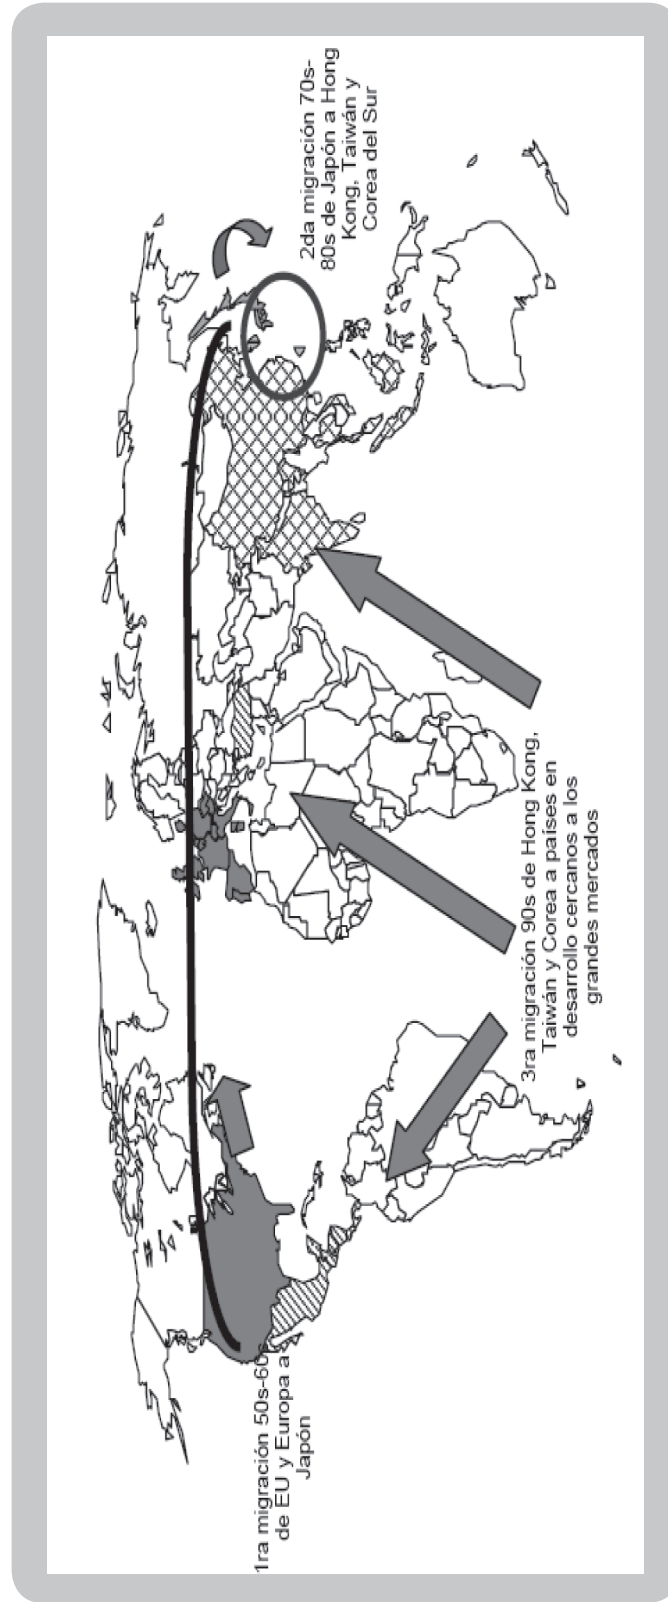 1ra migración 50s-60s
de EU y Europa a
Japón
2da migración 70s-
80s de Japón a Hong
Kong, Taiwán y
Corea del Sur
3ra migración 90s de Hong Kong,
Taiwán y Corea a países en
desarrollo cercanos a los
grandes mercados